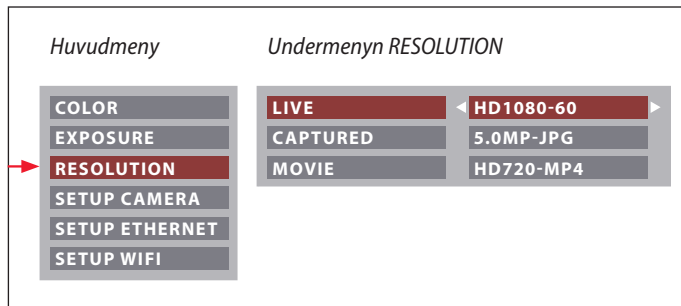 Huvudmeny
Undermenyn RESOLUTION
COLOR
EXPOSURE
RESOLUTION
SETUP CAMERA
SETUP ETHERNET
SETUP WIFI
LIVE HD1080-60
CAPTURED 5.0MP-JPG
MOVIE HD720-MP4